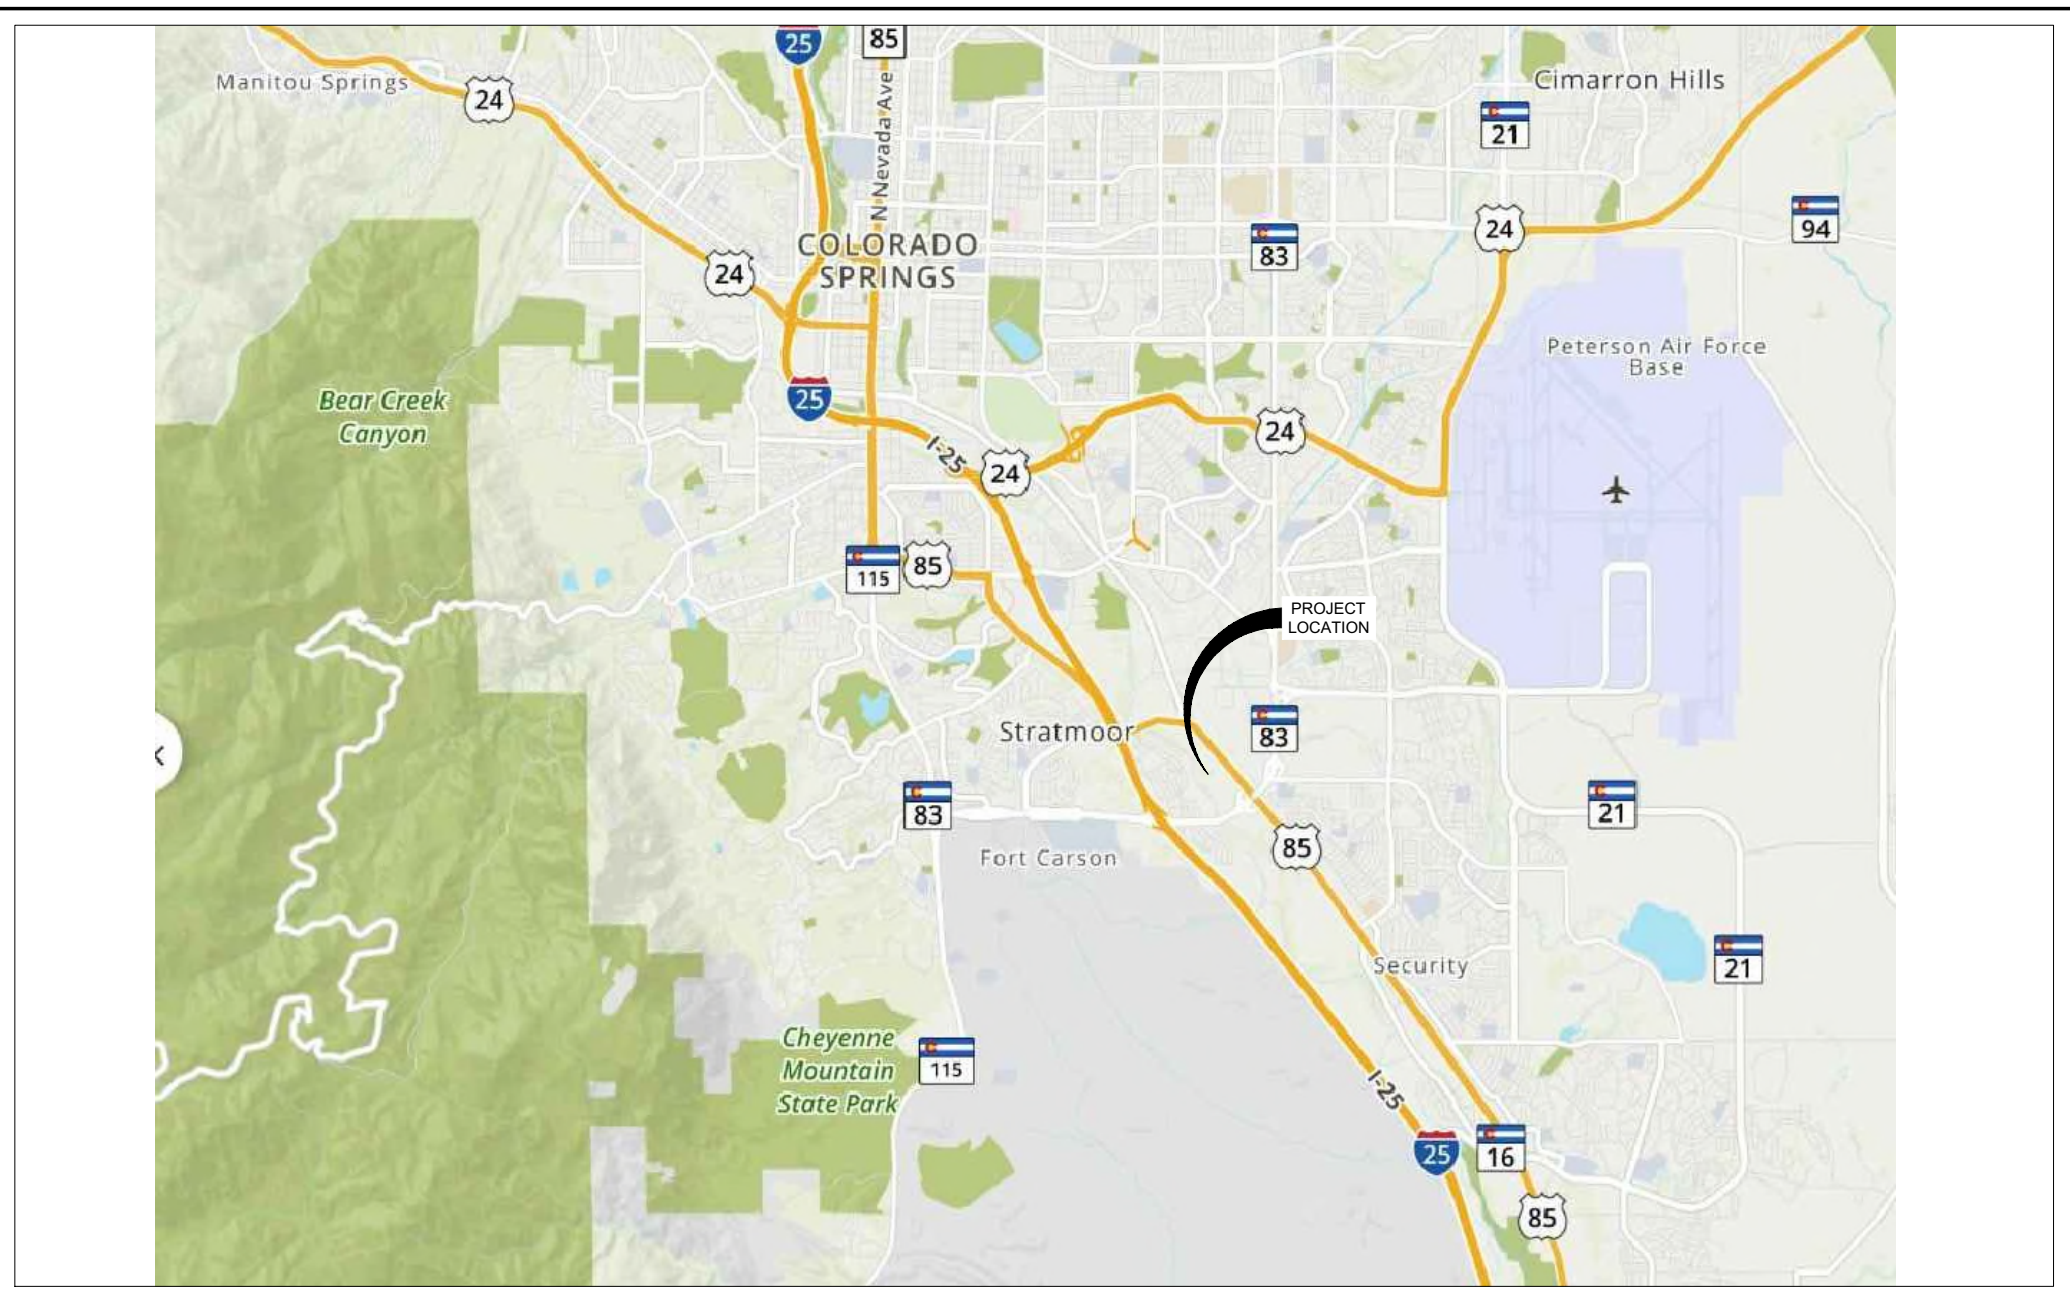 25
85
Manitou Springs
24
Cimarron Hills
21
N Nevada Ave
94
24
83
COLORADO
SPRINGS
24
Peterson Air Force
Base
Bear Creek
Canyon
25
24
I-25
24
115
85
PROJECT
LOCATION
Stratmoor
83
83
21
85
Fort Carson
Security
21
Cheyenne
Mountain
State Park
115
I-25
25
16
85